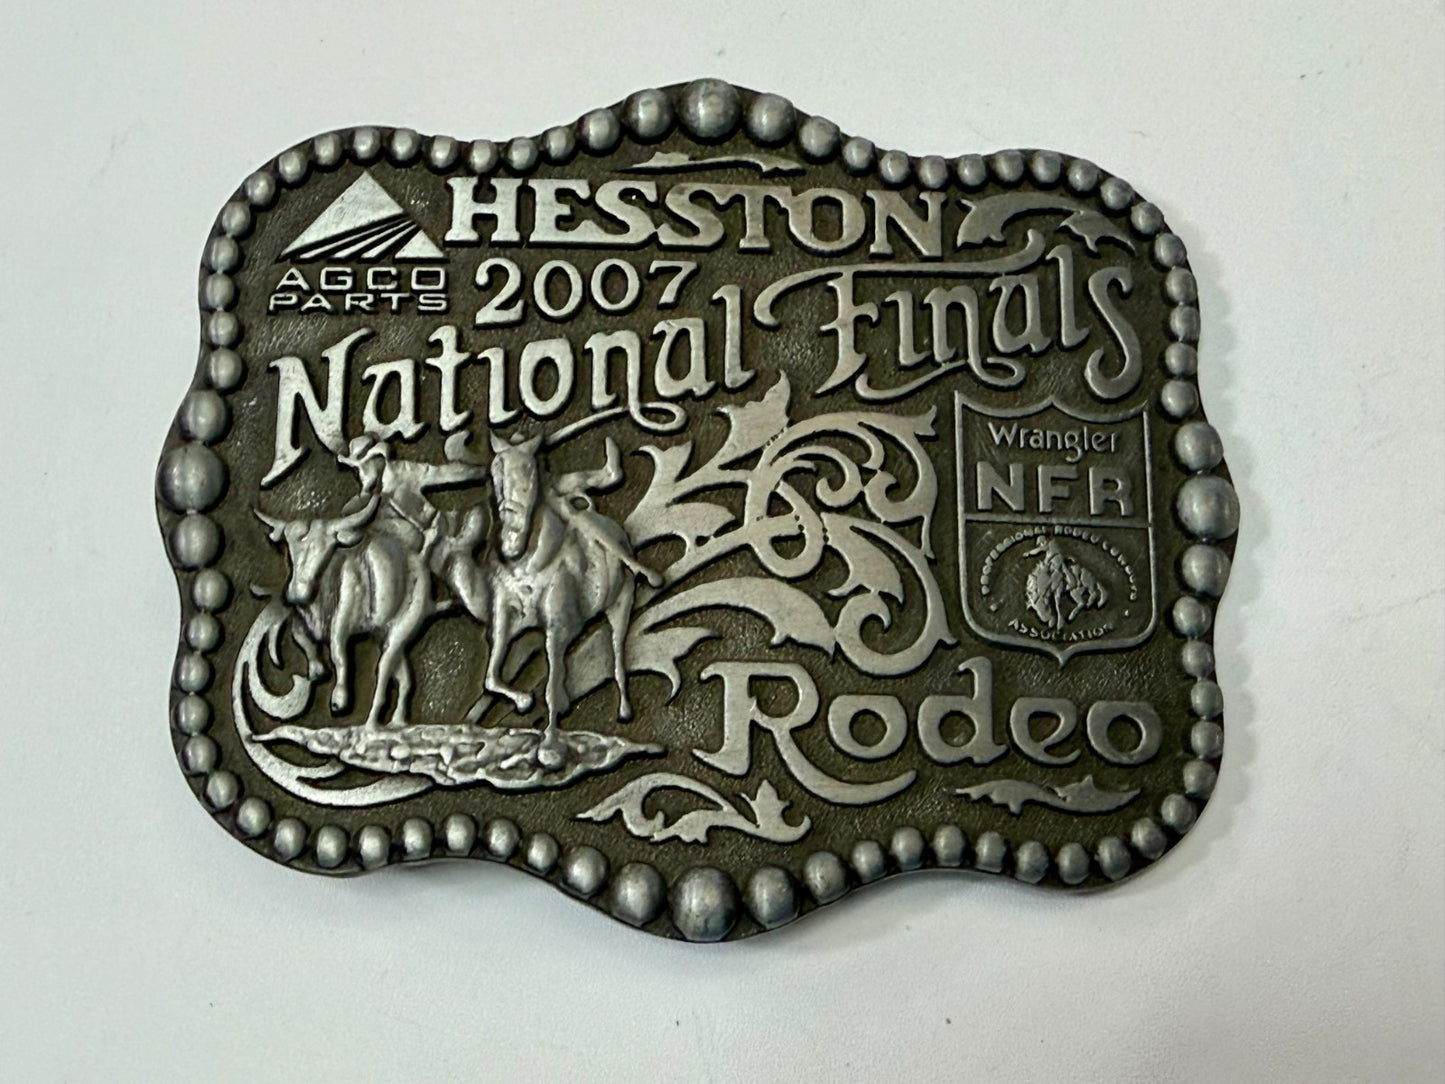 HESSTON
AGCO
PARTS
2007
National Finals
Wrangler
NFR
PROFESSIONAL RODEO COWBOYS
ASSOCIATION
Rodeo